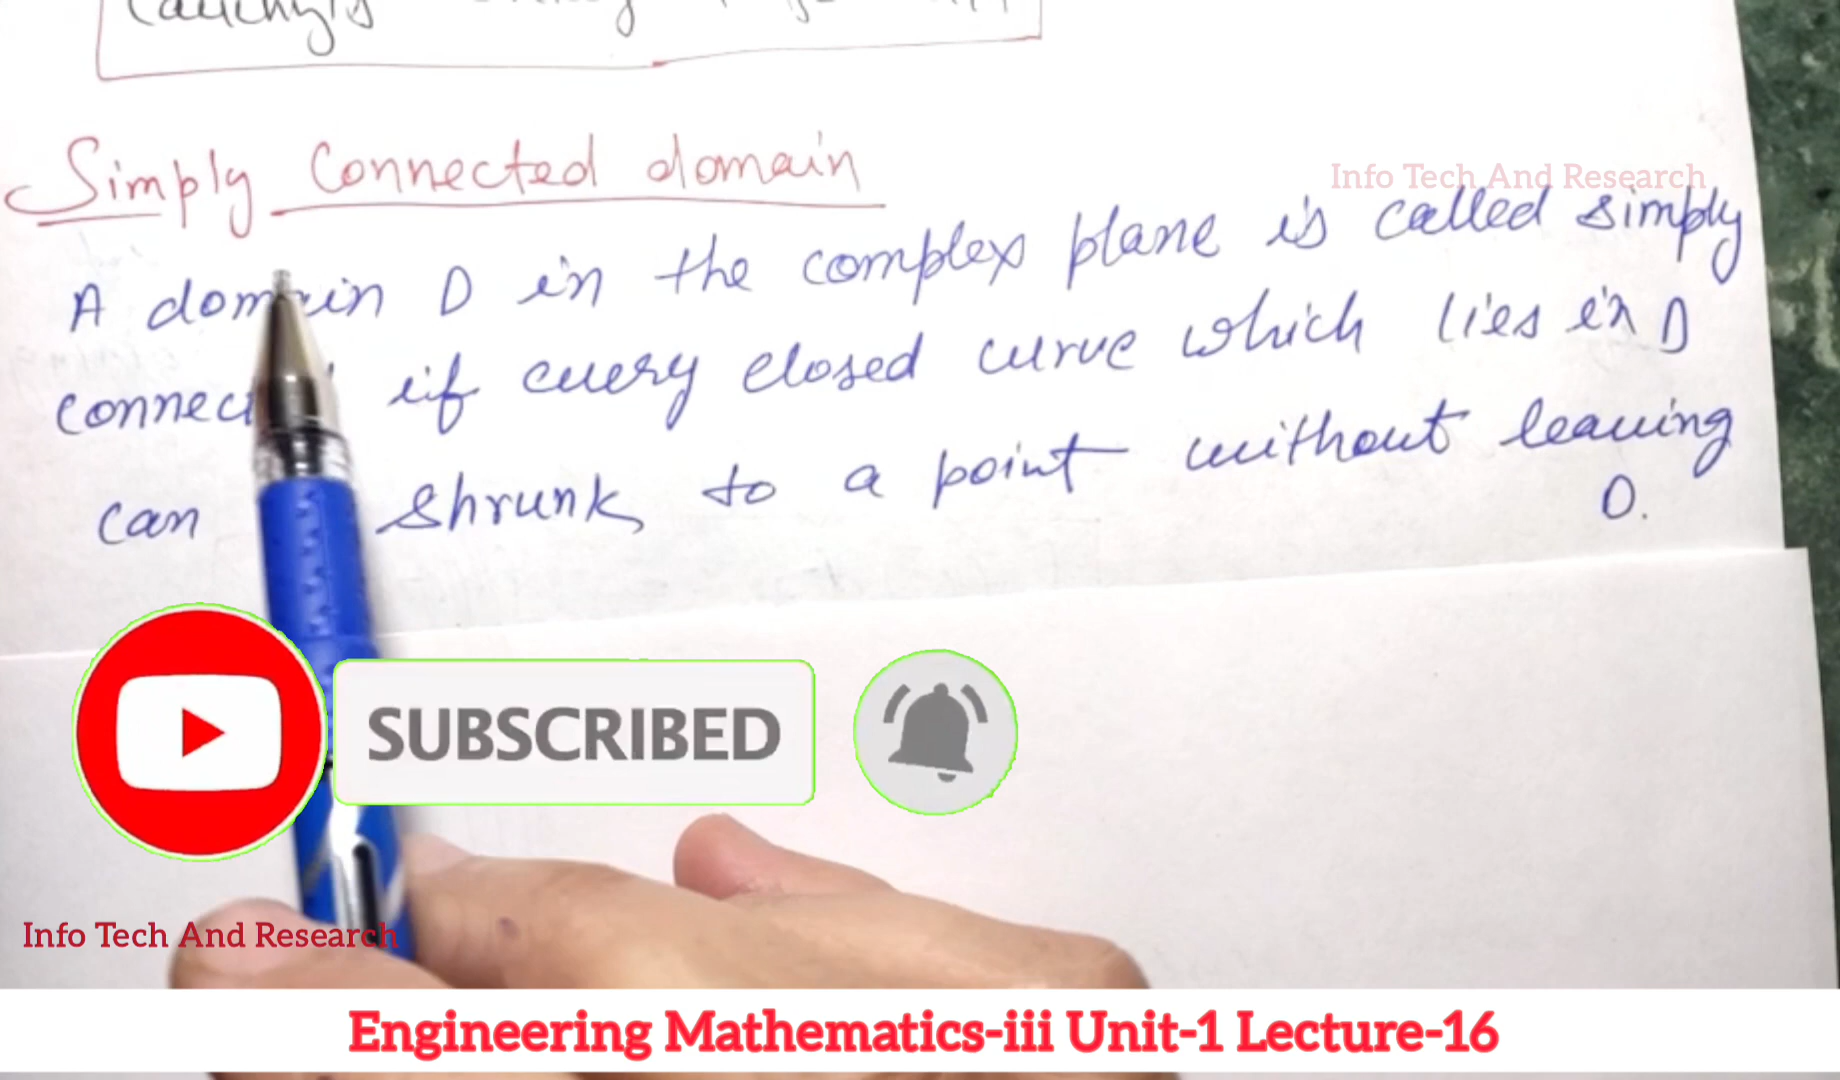 Cauchy's
Simply Connected domain
Info Tech And Research
A domain D in the complex plane is called simply
connec if every closed curve which lies in D
can shrunk to a point without leaving
D.
SUBSCRIBED
Info Tech And Research
Engineering Mathematics-iii Unit-1 Lecture-16